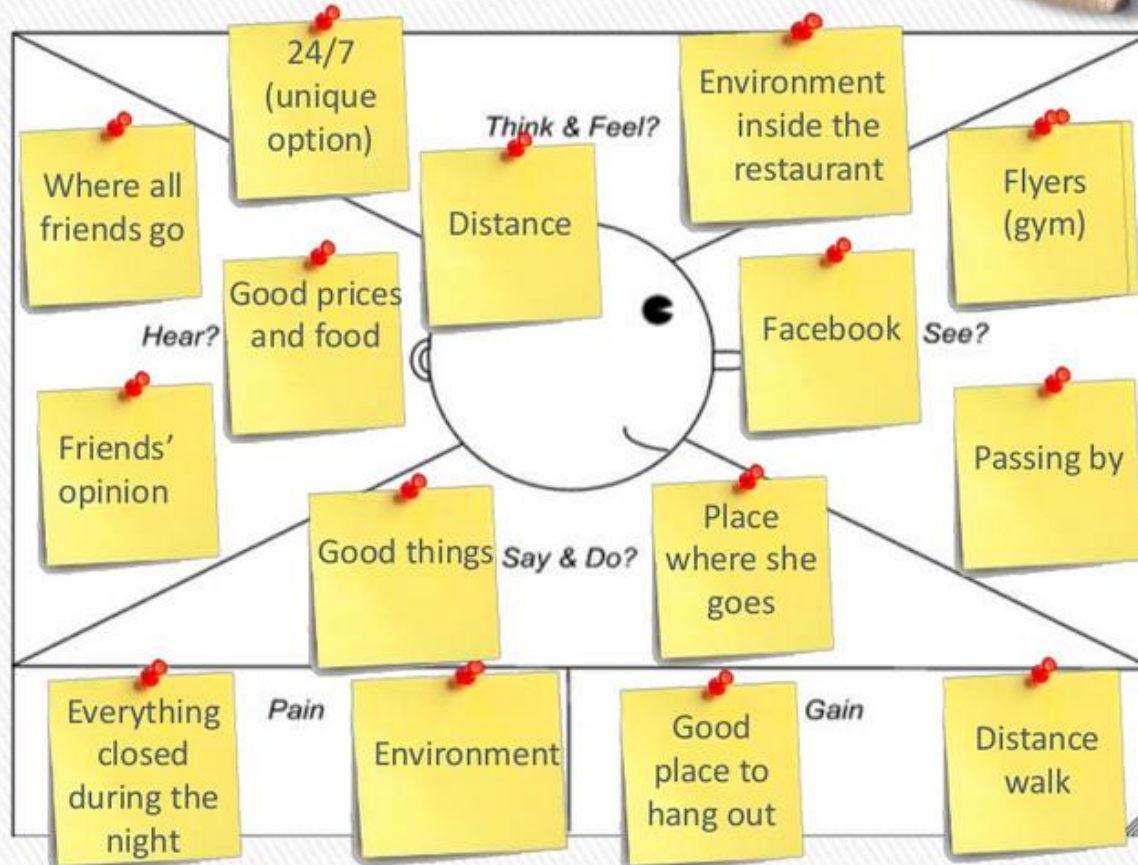 24/7
(unique
option)
Think & Feel?
Environment
inside the
restaurant
Distance
Where all
friends go
Hear?
Good prices
and food
Friends’
opinion
Flyers
(gym)
Facebook
See?
Passing by
Good things
Say & Do?
Place
where she
goes
Everything
closed
during the
night
Pain
Environment
Good
place to
hang out
Gain
Distance
walk